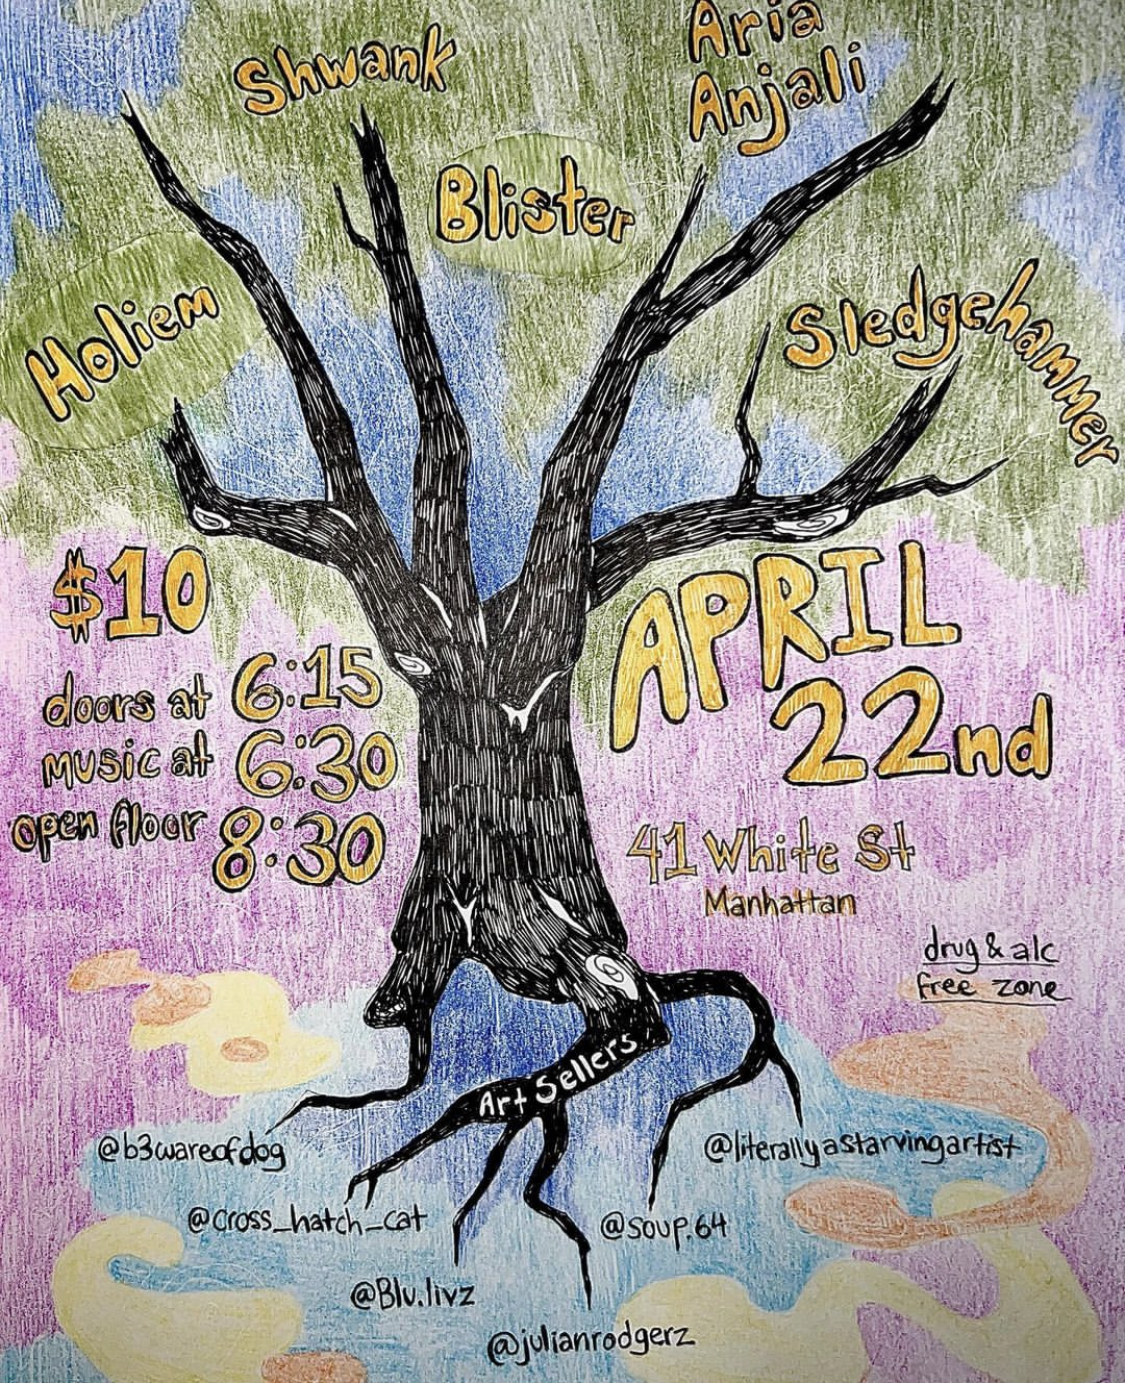 Shwank
Aria
Anjali
Blister
Holiem
Sledgehammer
$10
doors at 6:15
music at 6:30
open floor 8:30
APRIL
22nd
41 White St
Manhattan
drug & alc
free zone
Art Sellers
@b3wareofdog
@literallyastarvingartist
@cross_hatch_cat
@soup.64
@Blu.livz
@julianrodgerz